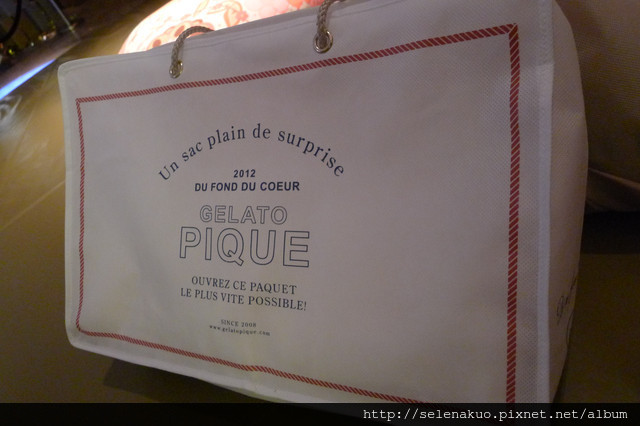 Un sac plain de surprise
2012
DU FOND DU COEUR
GELATO
PIQUE
OUVREZ CE PAQUET
LE PLUS VITE POSSIBLE!
SINCE 2008
www.gelatopique.com
http://selenakuo.pixnet.net/album